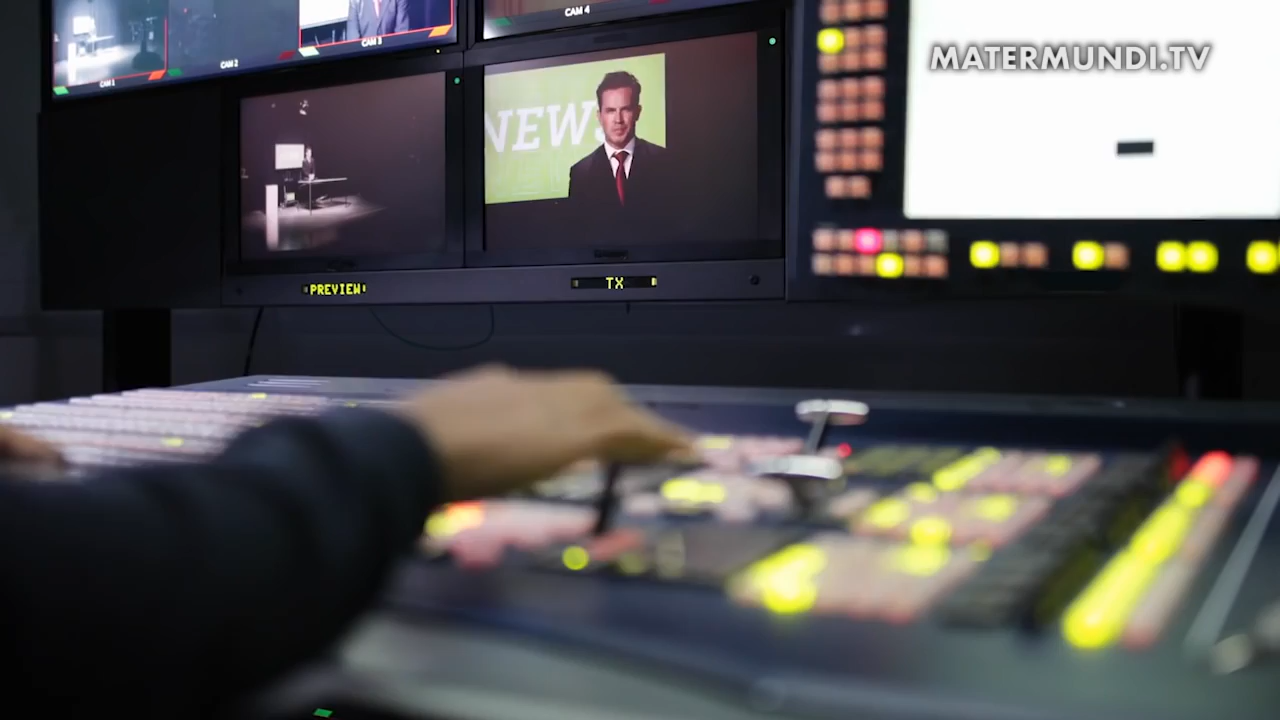 CAM 1
CAM 2
CAM 3
CAM 4
MATERMUNDI.TV
NEWS
PREVIEW
TX